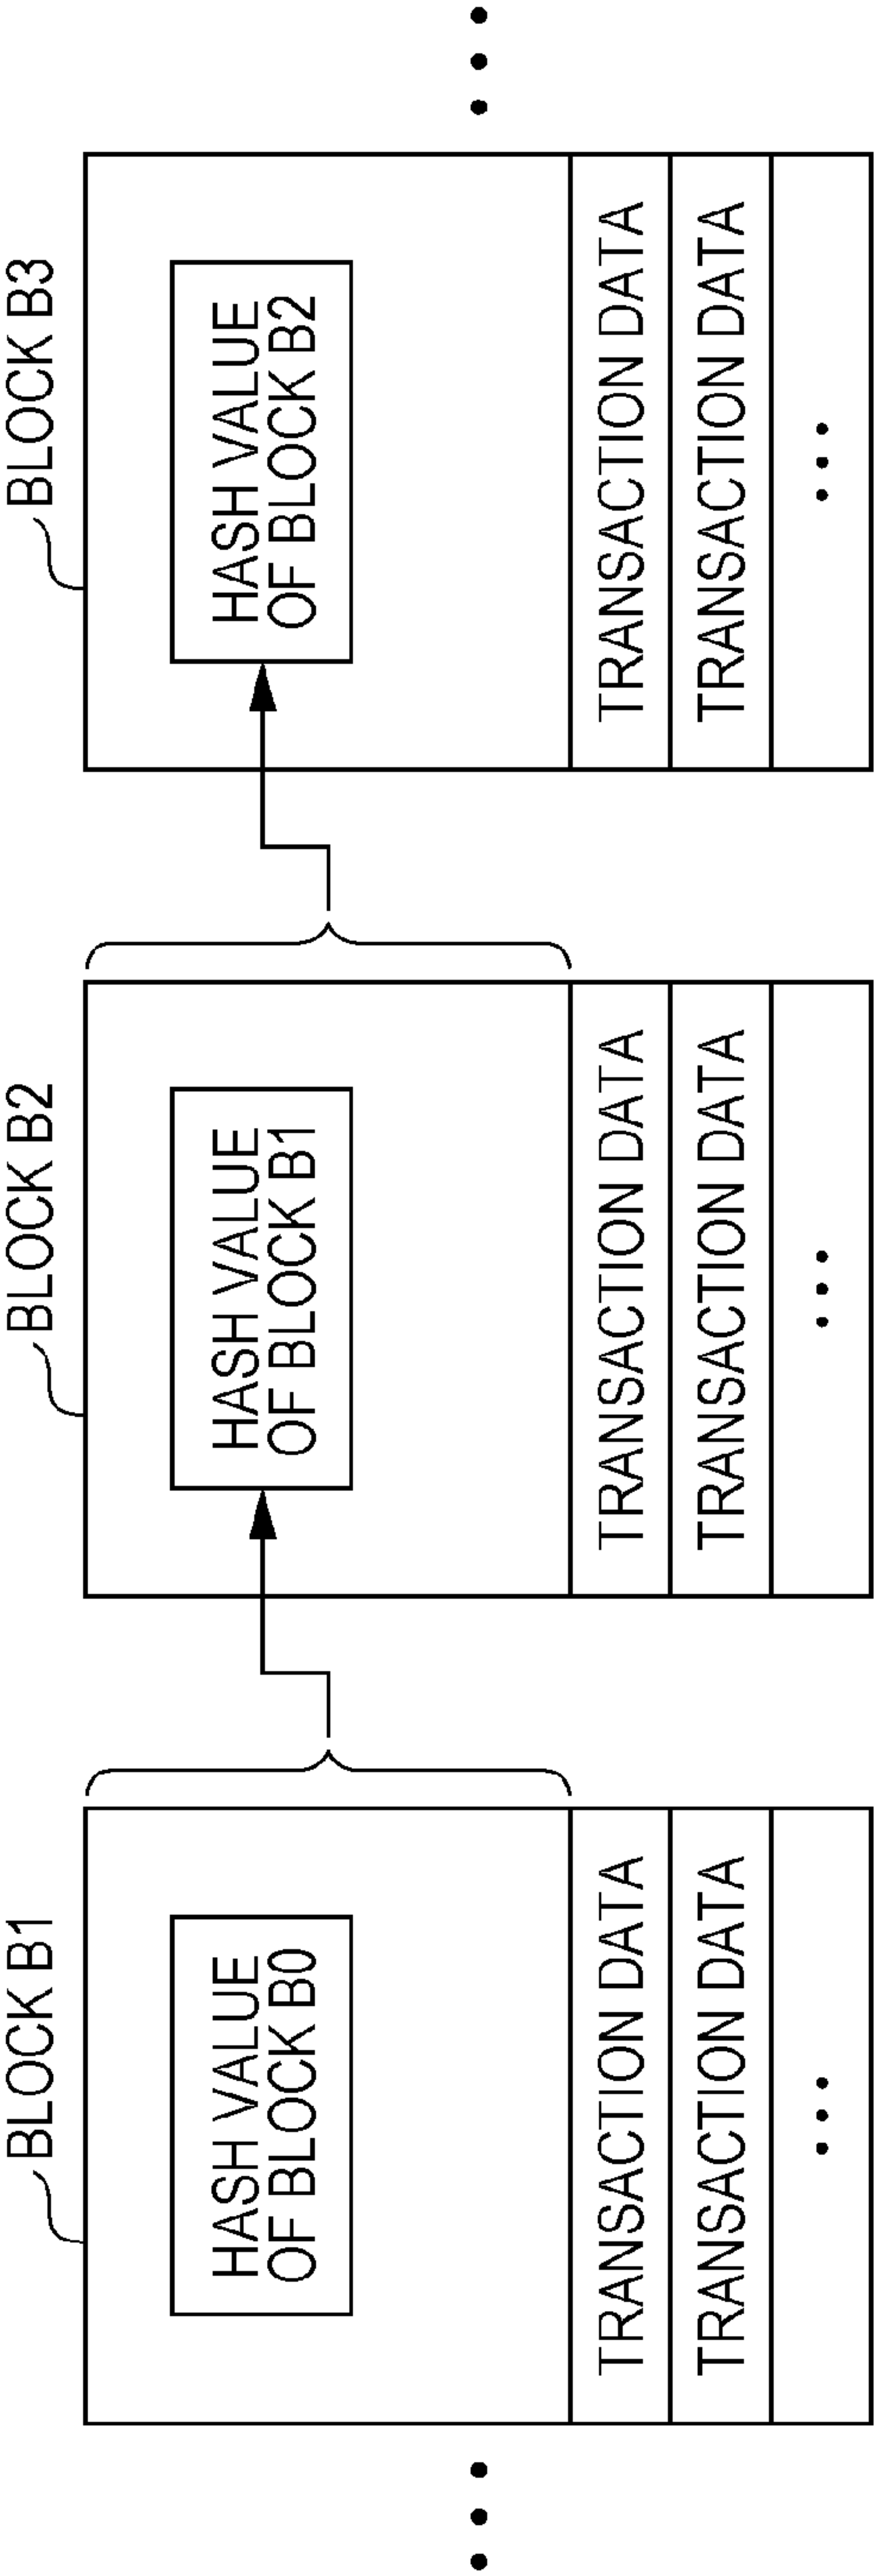 BLOCK B1
HASH VALUE
OF BLOCK B0
TRANSACTION DATA
TRANSACTION DATA
...
BLOCK B2
HASH VALUE
OF BLOCK B1
TRANSACTION DATA
TRANSACTION DATA
...
BLOCK B3
HASH VALUE
OF BLOCK B2
TRANSACTION DATA
TRANSACTION DATA
...